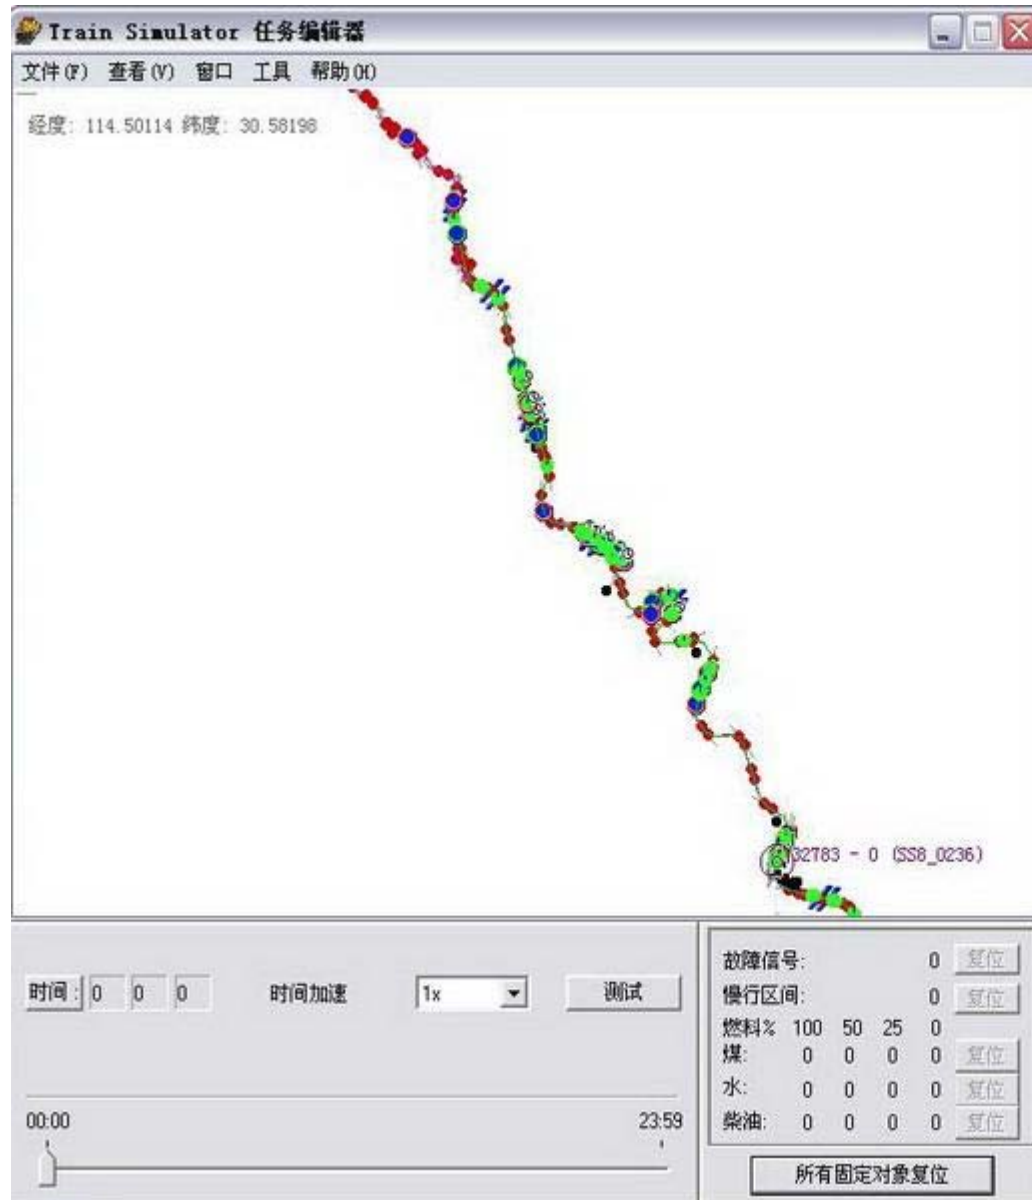 Train Simulator 任务编辑器
文件(F) 查看(V) 窗口 工具 帮助(H)
经度: 114.50114 纬度: 30.58198
32T83 - 0 (SS8_0236)
故障信号: 0 复位
时间: 0 0 0 时间加速 1x 测试
慢行区间: 0 复位
燃料% 100 50 25 0
煤: 0 0 0 0 复位
水: 0 0 0 0 复位
00:00 23:59
柴油: 0 0 0 0 复位
所有固定对象复位